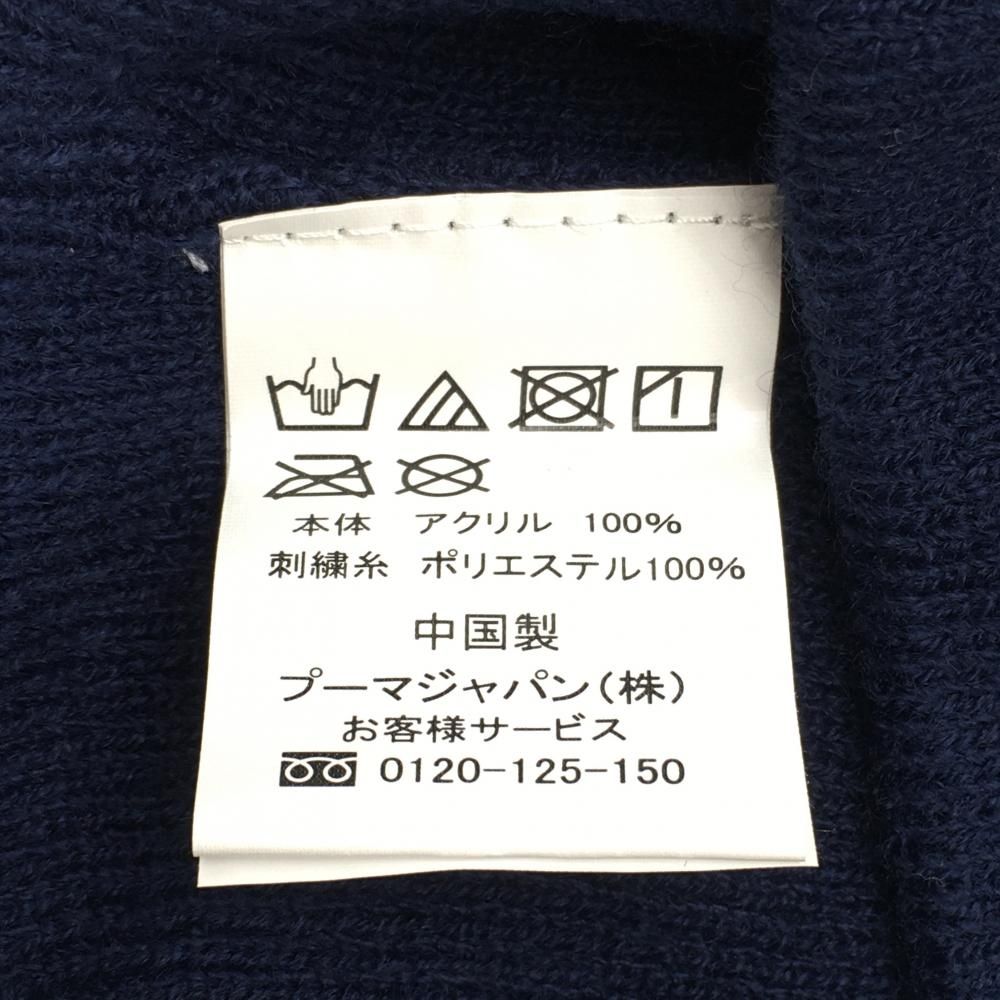 本体 アクリル 100%
刺繍糸 ポリエステル100%
中国製
プーマジャパン(株)
お客様サービス
0120-125-150